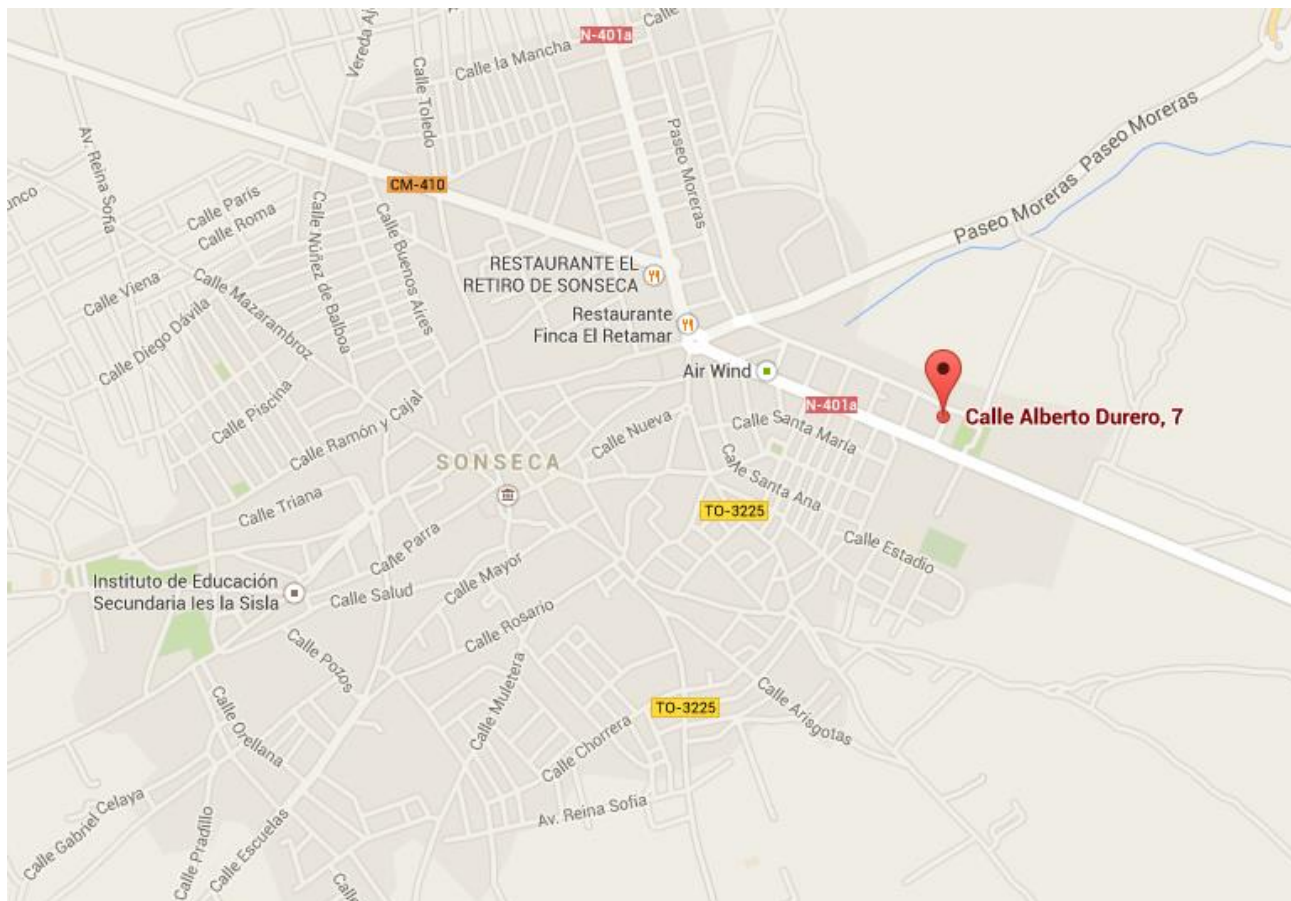 N-401a
Calle
Vereda Aj
Calle la Mancha
Calle Toledo
Paseo Moreras
Paseo Moreras
Paseo Moreras
Av. Reina Sofía
CM-410
unco
Calle París
Calle Roma
Calle Núñez de Balboa
Calle Buenos Aires
RESTAURANTE EL
RETIRO DE SONSECA
Calle Viena
Calle Mazarambroz
Restaurante
Finca El Retamar
Calle Diego Dávila
Air Wind
N-401a
Calle Alberto Durero, 7
Calle Piscina
Calle Ramón y Cajal
Calle Nueva
Calle Santa María
SONSECA
Calle Santa Ana
Calle Triana
TO-3225
Calle Parra
Calle Estadio
Calle Mayor
Instituto de Educación
Secundaria Ies la Sisla
Calle Salud
Calle Rosario
Calle Pozos
Calle Muletera
Calle Arisgotas
TO-3225
Calle Orellana
Calle Chorrera
Av. Reina Sofía
Calle Gabriel Celaya
Calle Pradillo
Calle Escuelas
Calle